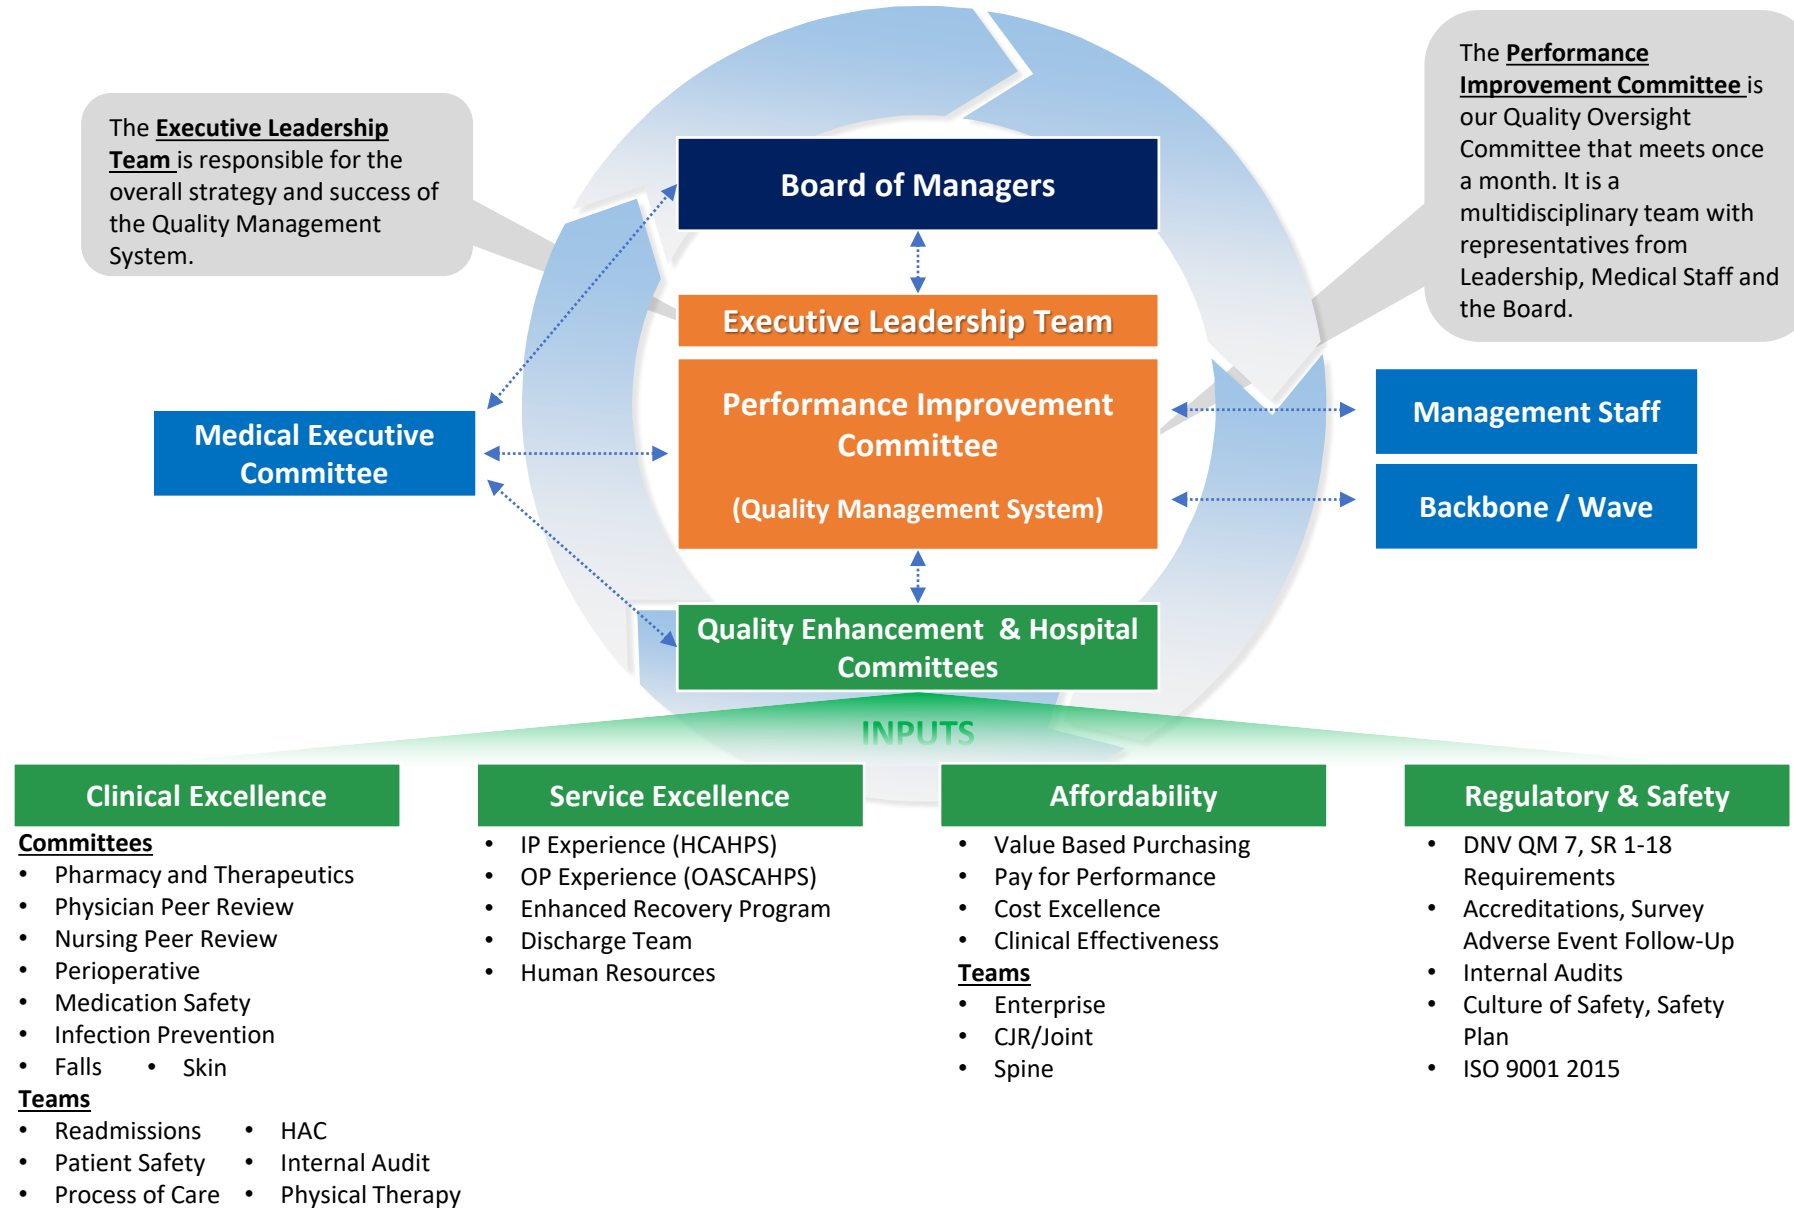 The Executive Leadership
Team is responsible for the
overall strategy and success of
the Quality Management
System.
The Performance
Improvement Committee is
our Quality Oversight
Committee that meets once
a month. It is a
multidisciplinary team with
representatives from
Leadership, Medical Staff and
the Board.
Board of Managers
Executive Leadership Team
Performance Improvement
Committee
(Quality Management System)
Medical Executive
Committee
Management Staff
Backbone / Wave
Quality Enhancement & Hospital
Committees
INPUTS
Clinical Excellence
Committees
• Pharmacy and Therapeutics
• Physician Peer Review
• Nursing Peer Review
• Perioperative
• Medication Safety
• Infection Prevention
• Falls • Skin
Teams
• Readmissions • HAC
• Patient Safety • Internal Audit
• Process of Care • Physical Therapy
Service Excellence
• IP Experience (HCAHPS)
• OP Experience (OASCAHPS)
• Enhanced Recovery Program
• Discharge Team
• Human Resources
Affordability
• Value Based Purchasing
• Pay for Performance
• Cost Excellence
• Clinical Effectiveness
Teams
• Enterprise
• CJR/Joint
• Spine
Regulatory & Safety
• DNV QM 7, SR 1-18
Requirements
• Accreditations, Survey
Adverse Event Follow-Up
• Internal Audits
• Culture of Safety, Safety
Plan
• ISO 9001 2015